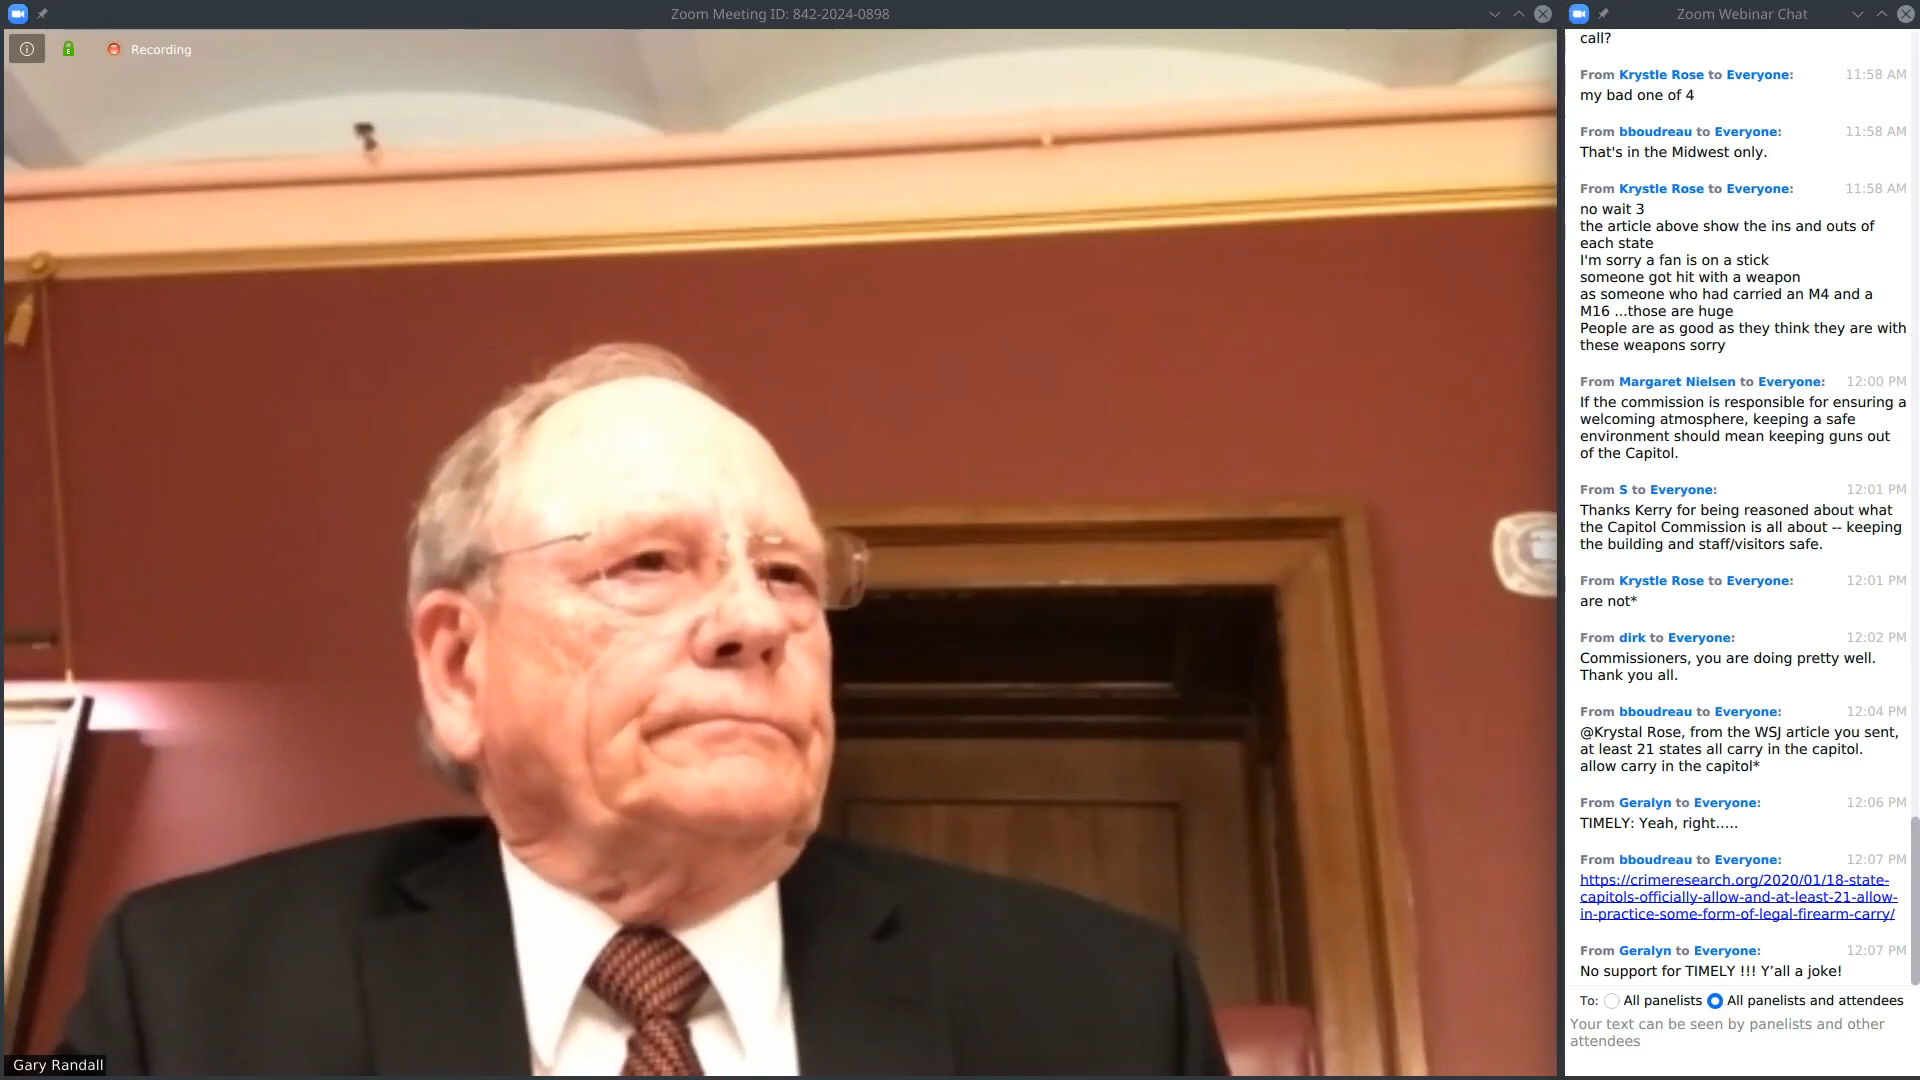 Zoom Meeting ID: 842-2024-0898
Recording
Gary Randall
Zoom Webinar Chat
call?
From Krystle Rose to Everyone: 11:58 AM
my bad one of 4
From bboudreau to Everyone: 11:58 AM
That's in the Midwest only.
From Krystle Rose to Everyone: 11:58 AM
no wait 3
the article above show the ins and outs of
each state
I'm sorry a fan is on a stick
someone got hit with a weapon
as someone who had carried an M4 and a
M16 ...those are huge
People are as good as they think they are with
these weapons sorry
From Margaret Nielsen to Everyone: 12:00 PM
If the commission is responsible for ensuring a
welcoming atmosphere, keeping a safe
environment should mean keeping guns out
of the Capitol.
From S to Everyone: 12:01 PM
Thanks Kerry for being reasoned about what
the Capitol Commission is all about -- keeping
the building and staff/visitors safe.
From Krystle Rose to Everyone: 12:01 PM
are not*
From dirk to Everyone: 12:02 PM
Commissioners, you are doing pretty well.
Thank you all.
From bboudreau to Everyone: 12:04 PM
@Krystal Rose, from the WSJ article you sent,
at least 21 states all carry in the capitol.
allow carry in the capitol*
From Geralyn to Everyone: 12:06 PM
TIMELY: Yeah, right.....
From bboudreau to Everyone: 12:07 PM
https://crimeresearch.org/2020/01/18-state-
capitols-officially-allow-and-at-least-21-allow-
in-practice-some-form-of-legal-firearm-carry/
From Geralyn to Everyone: 12:07 PM
No support for TIMELY !!! Y’all a joke!
To: All panelists All panelists and attendees
Your text can be seen by panelists and other
attendees